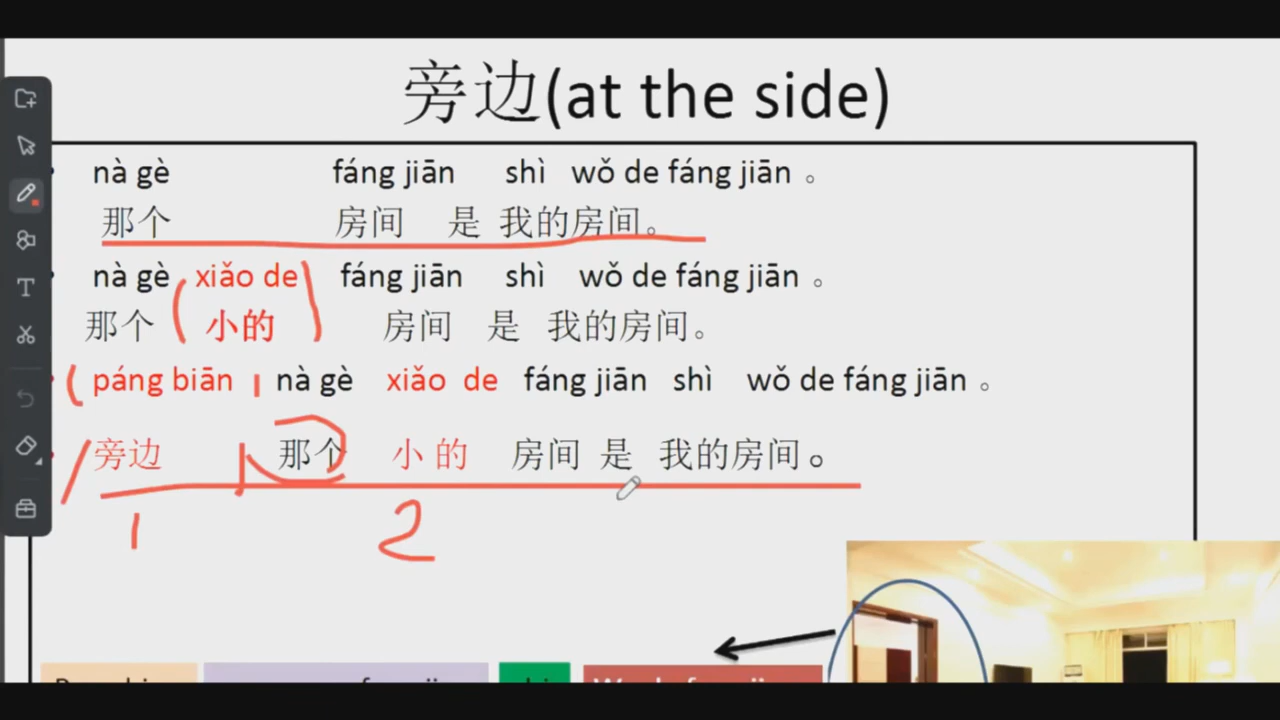 旁边(at the side)
nà gè fáng jiān shì wǒ de fáng jiān 。
那个 房间 是 我的房间。
nà gè xiǎo de fáng jiān shì wǒ de fáng jiān 。
那个 小的 房间 是 我的房间。
páng biān nà gè xiǎo de fáng jiān shì wǒ de fáng jiān 。
旁边 那个 小 的 房间 是 我的房间。
1 2